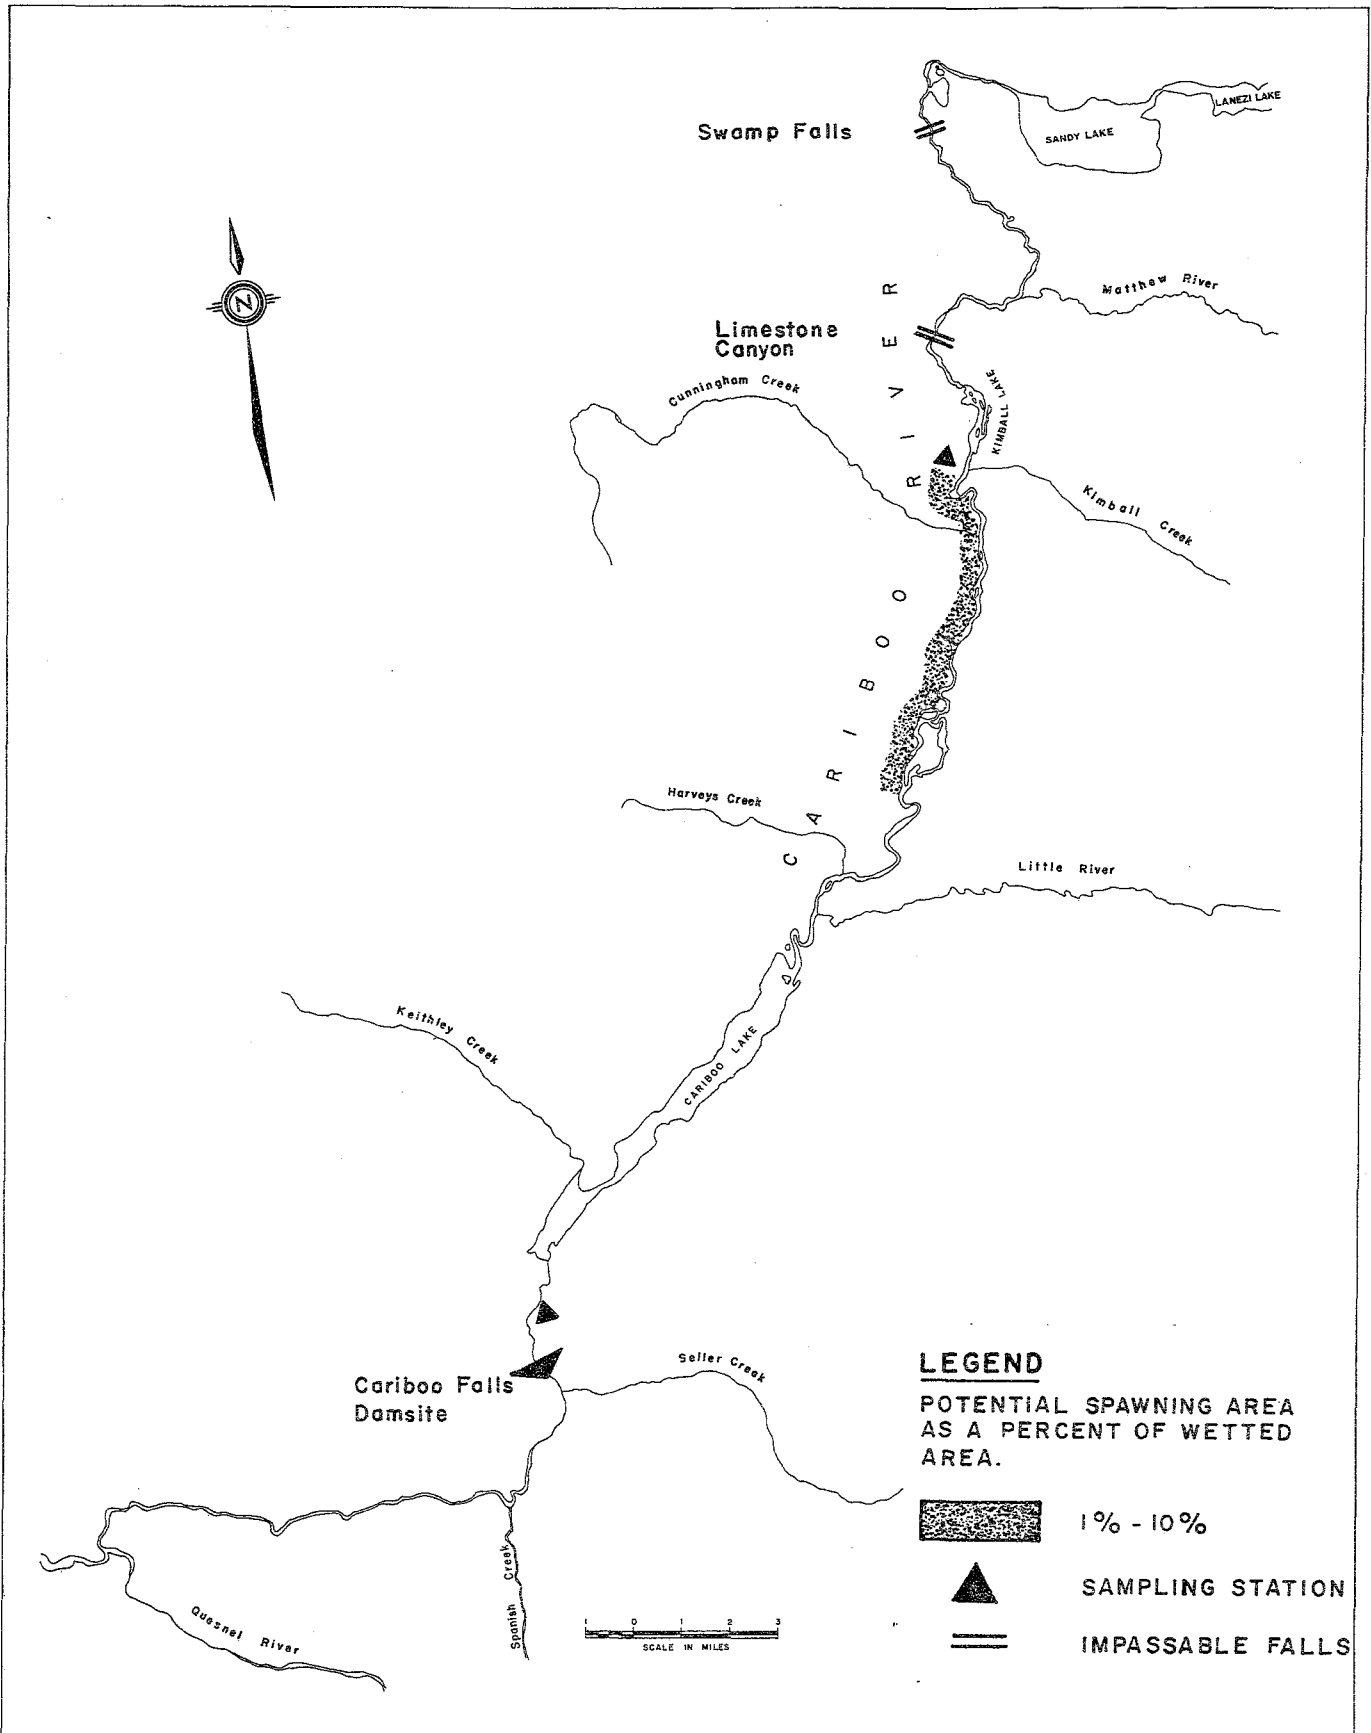 Swamp Falls
LANEZI LAKE
SANDY LAKE
N
Matthew River
Limestone
Canyon
Cunningham Creek
KIMBALL LAKE
Kimball Creek
CARIBOO RIVER
Harveys Creek
Little River
Keithley Creek
CARIBOO LAKE
Seller Creek
Cariboo Falls
Damsite
Spanish Creek
Quesnel River
1 0 1 2 3
SCALE IN MILES
LEGEND
POTENTIAL SPAWNING AREA
AS A PERCENT OF WETTED
AREA.
1% - 10%
SAMPLING STATION
IMPASSABLE FALLS